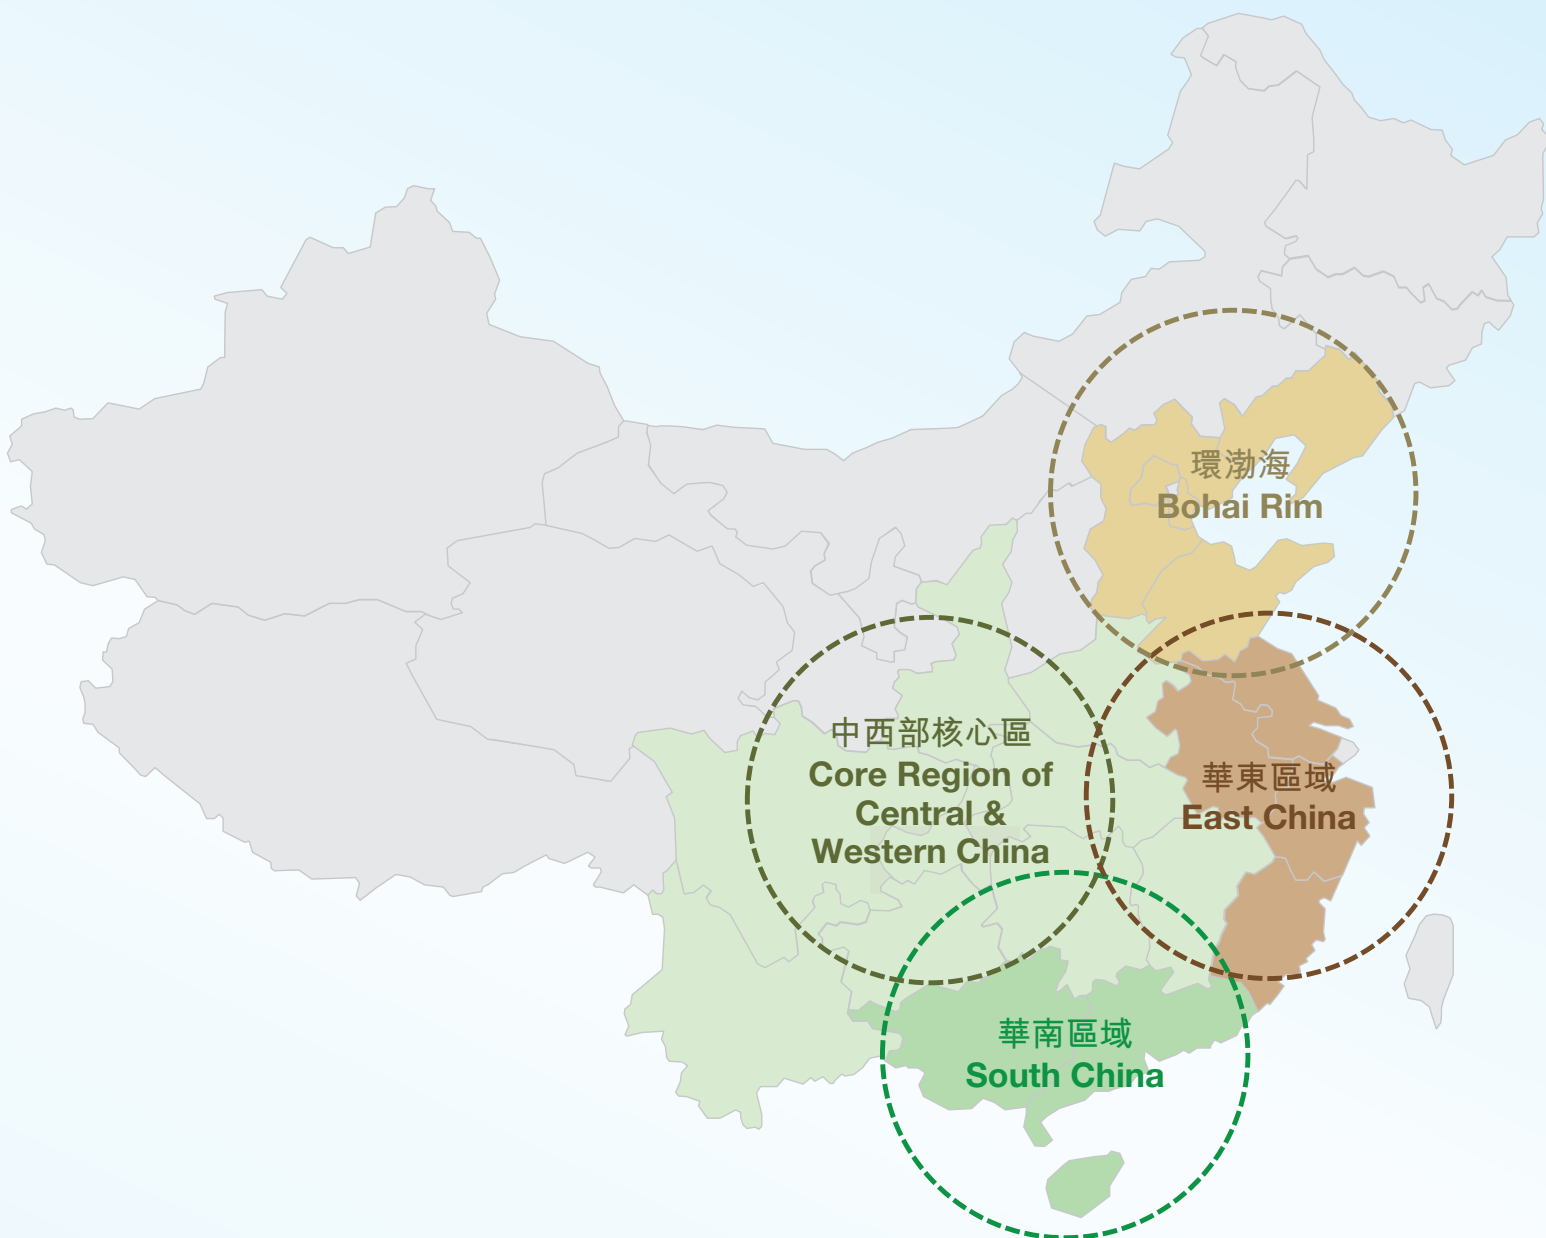 環渤海
Bohai Rim
中西部核心區
Core Region of
Central &
Western China
華東區域
East China
華南區域
South China